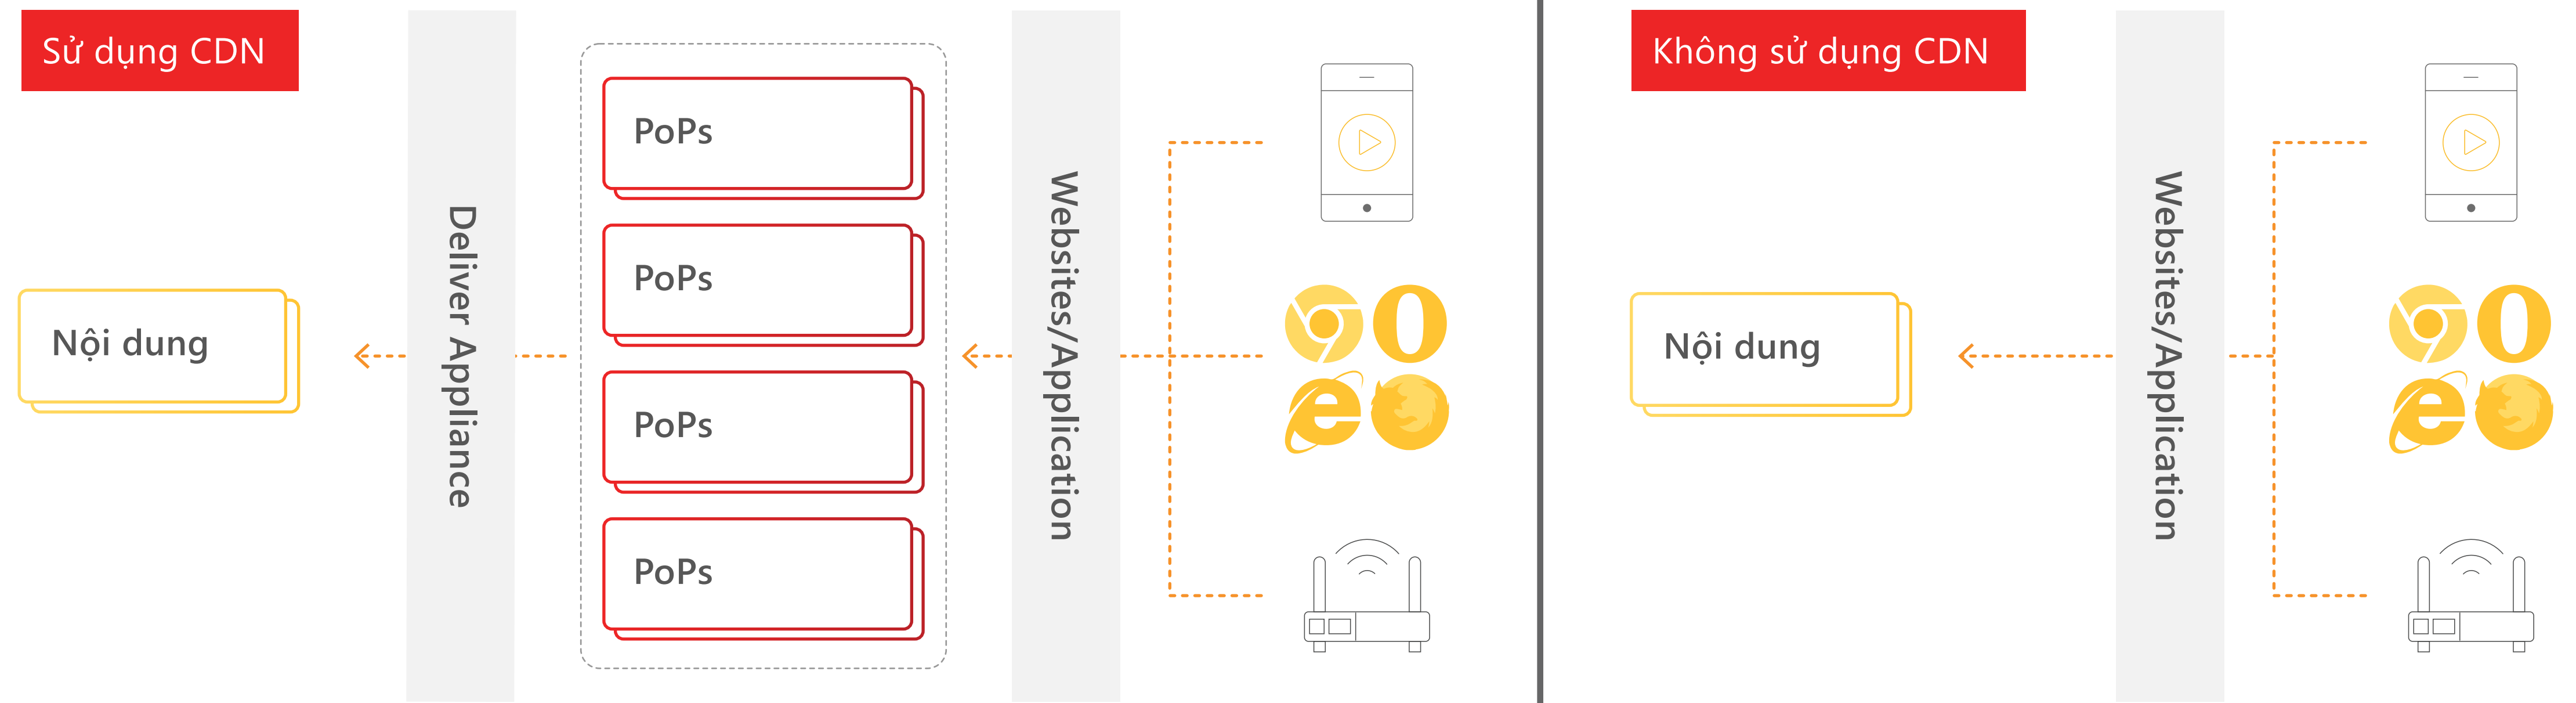 Sử dụng CDN
Nội dung
Deliver Appliance
PoPs
PoPs
PoPs
PoPs
Websites/Application
Không sử dụng CDN
Nội dung
Websites/Application